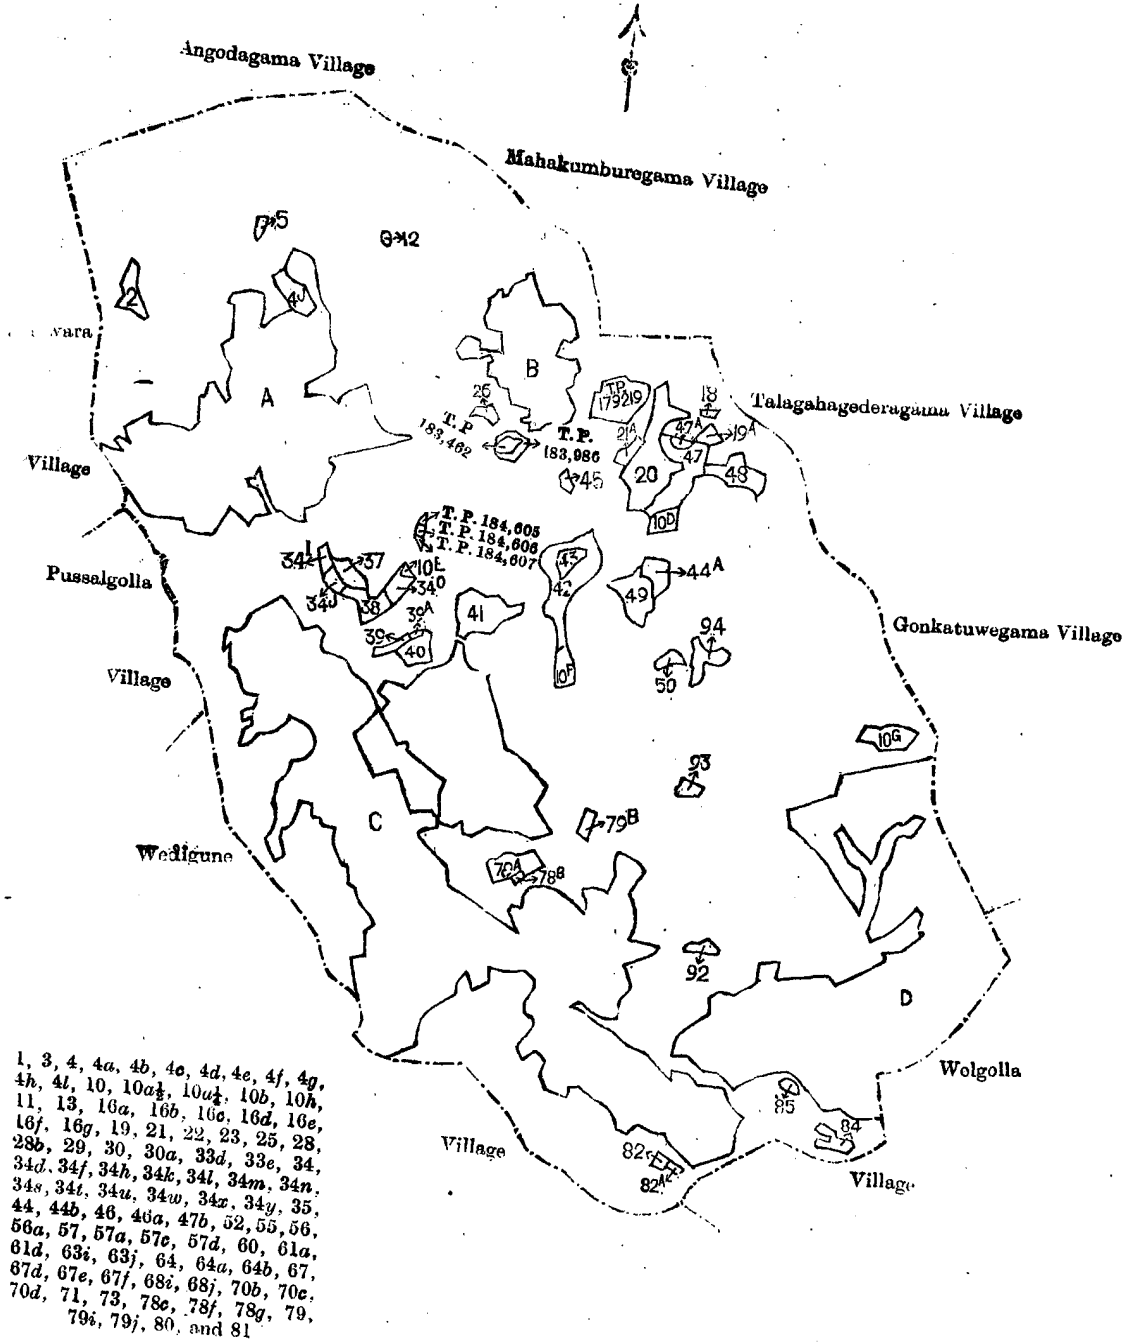 Angodagama Village
Mahakumburegama Village
5
12
2
4J
vara
A
B
26
T. P.
179219
18
Talagahagederagama Village
T. P
183,462
T. P.
183,986
21A
47A
19A
47
Village
45
20
48
10D
T. P. 184,605
T. P. 184,606
T. P. 184,607
34I
37
10E
34O
43
42
44A
Pussalgolla
34J
38
39A
41
49
39
40
94
Gonkatuwegama Village
Village
10F
50
10G
93
C
79B
Wedigune
70A
78B
92
D
Wolgolla
85
84
Village
82
82A
Village
1, 3, 4, 4a, 4b, 4c, 4d, 4e, 4f, 4g,
4h, 4l, 10, 10a½, 10a¼, 10b, 10h,
11, 13, 16a, 16b, 16c, 16d, 16e,
16f, 16g, 19, 21, 22, 23, 25, 28,
28b, 29, 30, 30a, 33d, 33e, 34,
34d, 34f, 34h, 34k, 34l, 34m, 34n,
34s, 34t, 34u, 34w, 34x, 34y, 35,
44, 44b, 46, 46a, 47b, 52, 55, 56,
56a, 57, 57a, 57c, 57d, 60, 61a,
61d, 63i, 63j, 64, 64a, 64b, 67,
67d, 67e, 67f, 68i, 68j, 70b, 70c,
70d, 71, 73, 78c, 78f, 78g, 79,
79i, 79j, 80, and 81